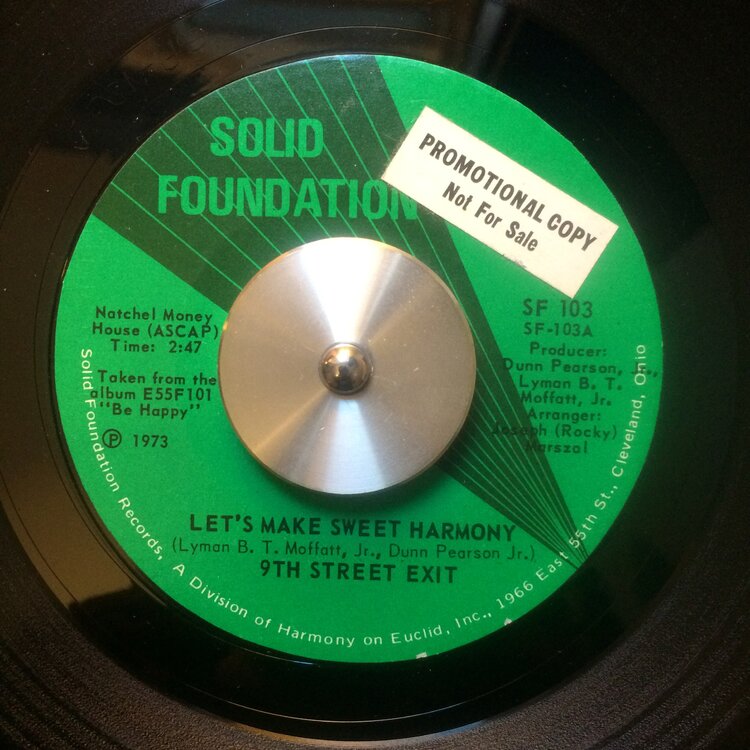 SOLID
FOUNDATION
PROMOTIONAL COPY
Not For Sale
Natchel Money
House (ASCAP)
Time: 2:47
Taken from the
album E55F101
"Be Happy"
Ⓟ 1973
SF 103
SF-103A
Producer:
Dunn Pearson, Jr.,
Lyman B. T.
Moffatt, Jr.
Arranger:
Joseph (Rocky)
Marszal
LET'S MAKE SWEET HARMONY
(Lyman B. T. Moffatt, Jr., Dunn Pearson Jr.)
9TH STREET EXIT
Solid Foundation Records, A Division of Harmony on Euclid, Inc., 1966 East 55th St., Cleveland, Ohio